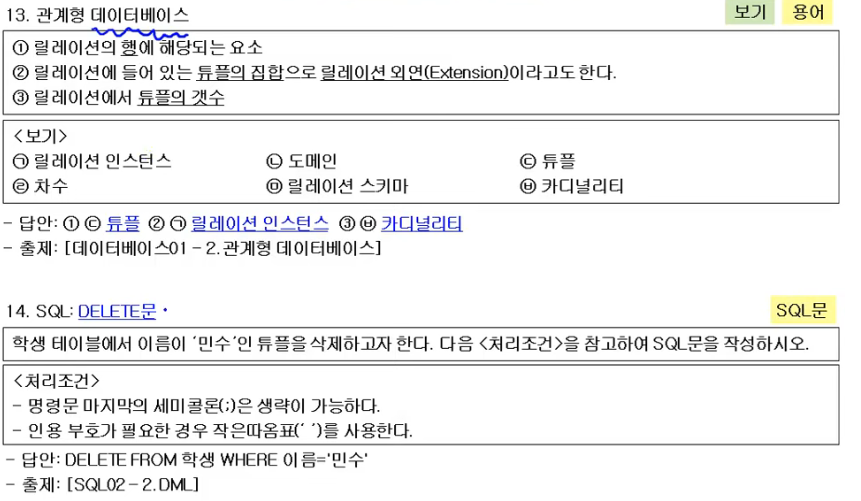 13. 관계형 데이터베이스 보기 용어
① 릴레이션의 행에 해당되는 요소
② 릴레이션에 들어 있는 튜플의 집합으로 릴레이션 외연(Extension)이라고도 한다.
③ 릴레이션에서 튜플의 갯수
<보기>
㉠ 릴레이션 인스턴스 ㉡ 도메인 ㉢ 튜플
㉣ 차수 ㉤ 릴레이션 스키마 ㉥ 카디널리티
- 답안: ① ㉢ 튜플 ② ㉠ 릴레이션 인스턴스 ③ ㉥ 카디널리티
- 출제: [데이터베이스01 - 2.관계형 데이터베이스]
14. SQL: DELETE문 · SQL문
학생 테이블에서 이름이 '민수'인 튜플을 삭제하고자 한다. 다음 <처리조건>을 참고하여 SQL문을 작성하시오.
<처리조건>
- 명령문 마지막의 세미콜론(;)은 생략이 가능하다.
- 인용 부호가 필요한 경우 작은따옴표(' ')를 사용한다.
- 답안: DELETE FROM 학생 WHERE 이름='민수'
- 출제: [SQL02 - 2.DML]